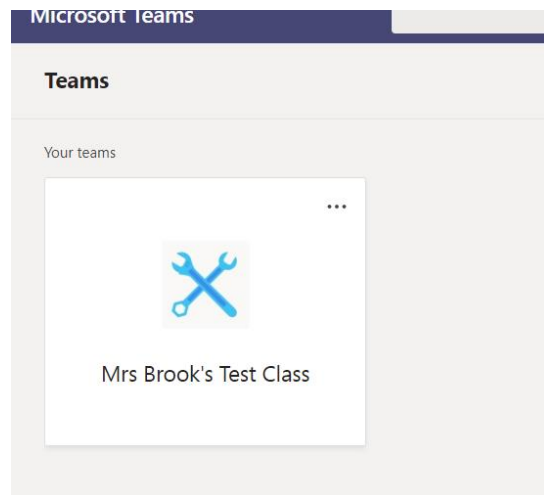 Microsoft Teams
Teams
Your teams
...
Mrs Brook's Test Class